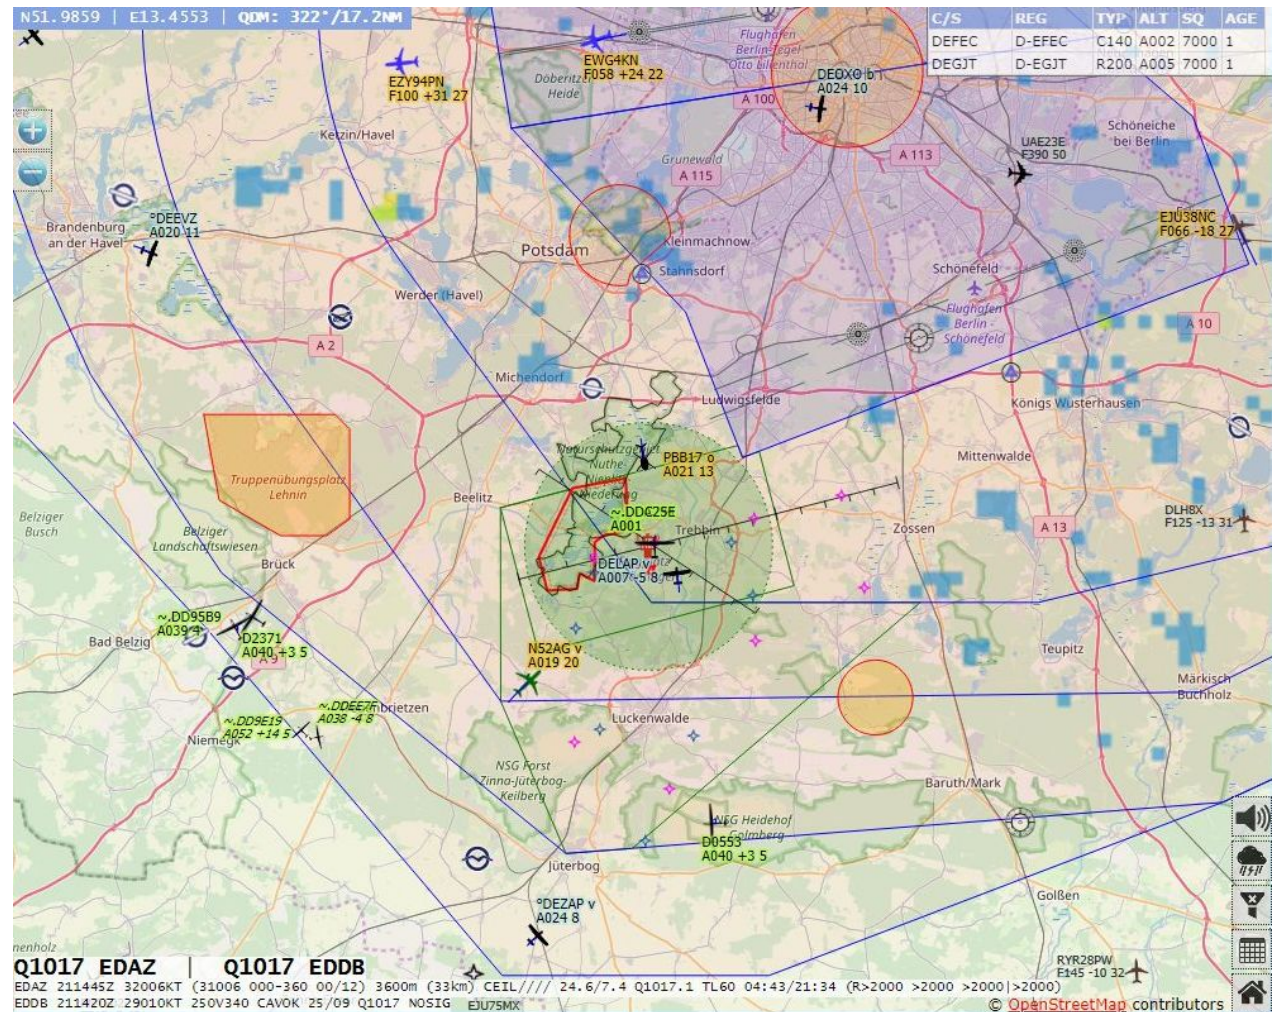 N51.9859 | E13.4553 | QDM: 322°/17.2NM
C/S REG TYP ALT SQ AGE
DEFEC D-EFEC C140 A002 7000 1
DEGJT D-EGJT R200 A005 7000 1
EZY94PN
F100 +31 27
EWG4KN
F058 +24 22
Flughafen
Berlin-Tegel
Otto Lilienthal
Döberitzer
Heide
DEOXO b
A024 10
A 100
Ketzin/Havel
Schöneiche
bei Berlin
UAE23E
F390 50
A 113
Grunewald
A 115
Brandenburg
an der Havel
°DEEVZ
A020 11
EJU38NC
F066 -18 27
Potsdam
Kleinmachnow
Stahnsdorf
Schönefeld
Werder (Havel)
Flughafen
Berlin -
Schönefeld
A 10
A 2
Michendorf
Ludwigsfelde
Königs Wusterhausen
Mittenwalde
Naturschutzgebiet
Nuthe-
Nieplitz
Niederung
PBB17 o
A021 13
Truppenübungsplatz
Lehnin
Beelitz
~.DDC25E
A001
Trebbin
Zossen
A 13
DLH8X
F125 -13 31
Belziger
Busch
Belziger
Landschaftswiesen
Brück
DELAP v
A007 -5 8
~.DD95B9
A039 4
D2371
A040 +3 5
Bad Belzig
A 9
N52AG v
A019 20
Teupitz
Märkisch
Buchholz
~.DDEE7F
A038 -4 8
~.DD9E19
A052 +14 5
Niemegk
Luckenwalde
NSG Forst
Zinna-Jüterbog-
Keilberg
Baruth/Mark
NSG Heidehof
Golmberg
D0553
A040 +3 5
Jüterbog
Golßen
°DEZAP v
A024 8
RYR28PW
F145 -10 32
Q1017 EDAZ | Q1017 EDDB
EDAZ 211445Z 32006KT (31006 000-360 00/12) 3600m (33km) CEIL//// 24.6/7.4 Q1017.1 TL60 04:43/21:34 (R>2000 >2000 >2000|>2000)
EDDB 211420Z 29010KT 250V340 CAVOK 25/09 Q1017 NOSIG
EJU75MX
© OpenStreetMap contributors